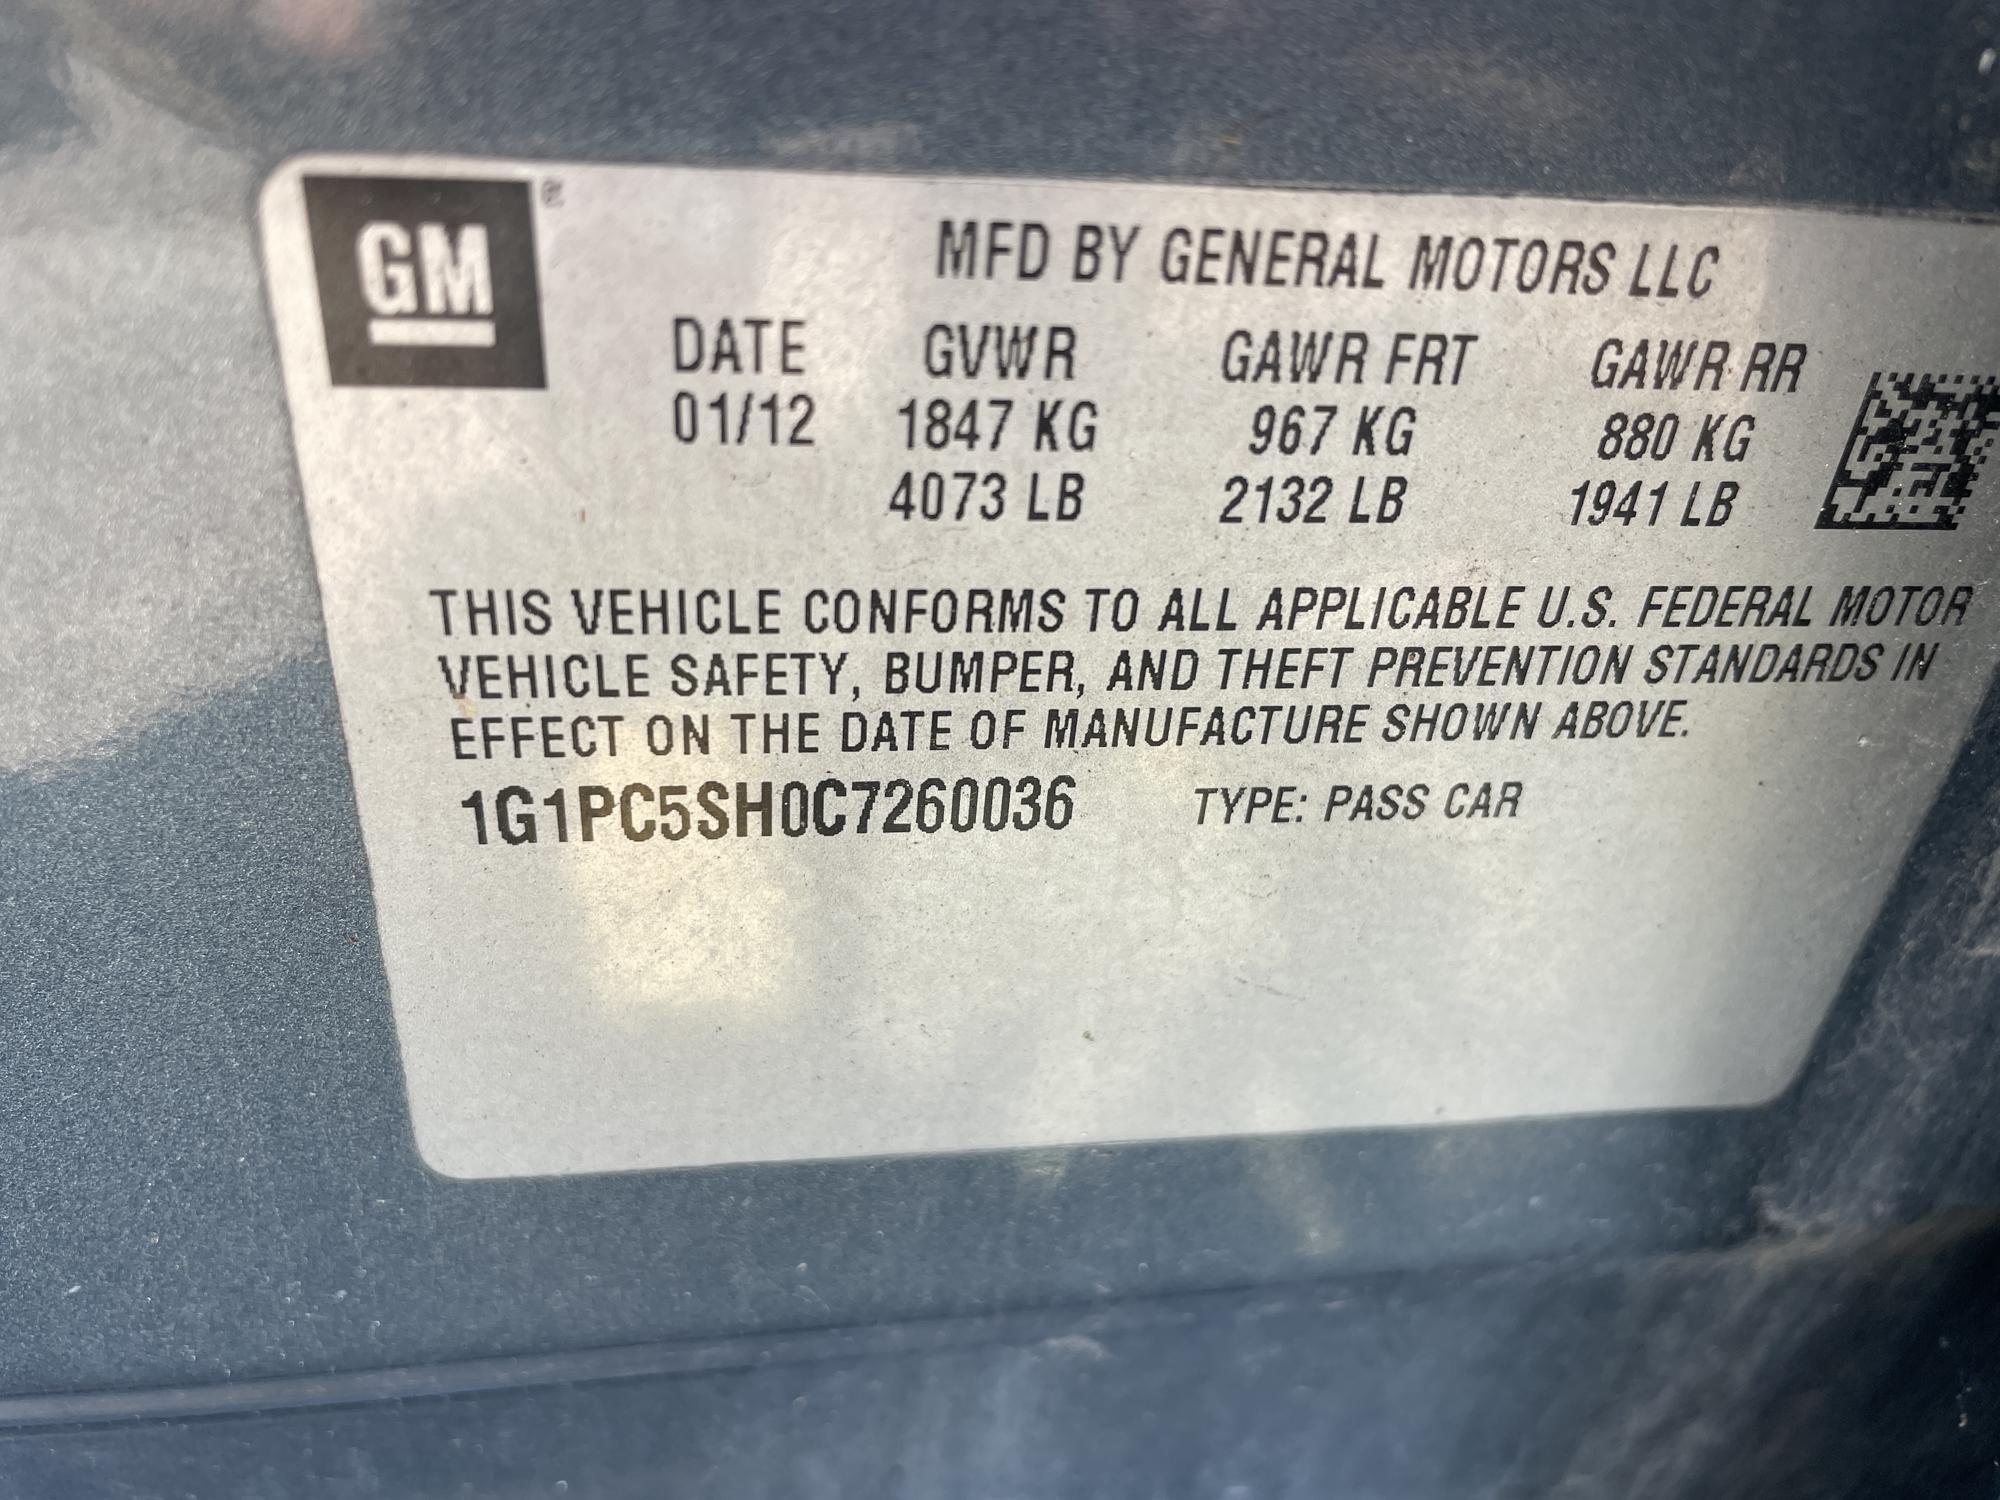 GM ®
MFD BY GENERAL MOTORS LLC
DATE GVWR GAWR FRT GAWR RR
01/12 1847 KG 967 KG 880 KG
4073 LB 2132 LB 1941 LB
THIS VEHICLE CONFORMS TO ALL APPLICABLE U.S. FEDERAL MOTOR
VEHICLE SAFETY, BUMPER, AND THEFT PREVENTION STANDARDS IN
EFFECT ON THE DATE OF MANUFACTURE SHOWN ABOVE.
1G1PC5SH0C7260036 TYPE: PASS CAR